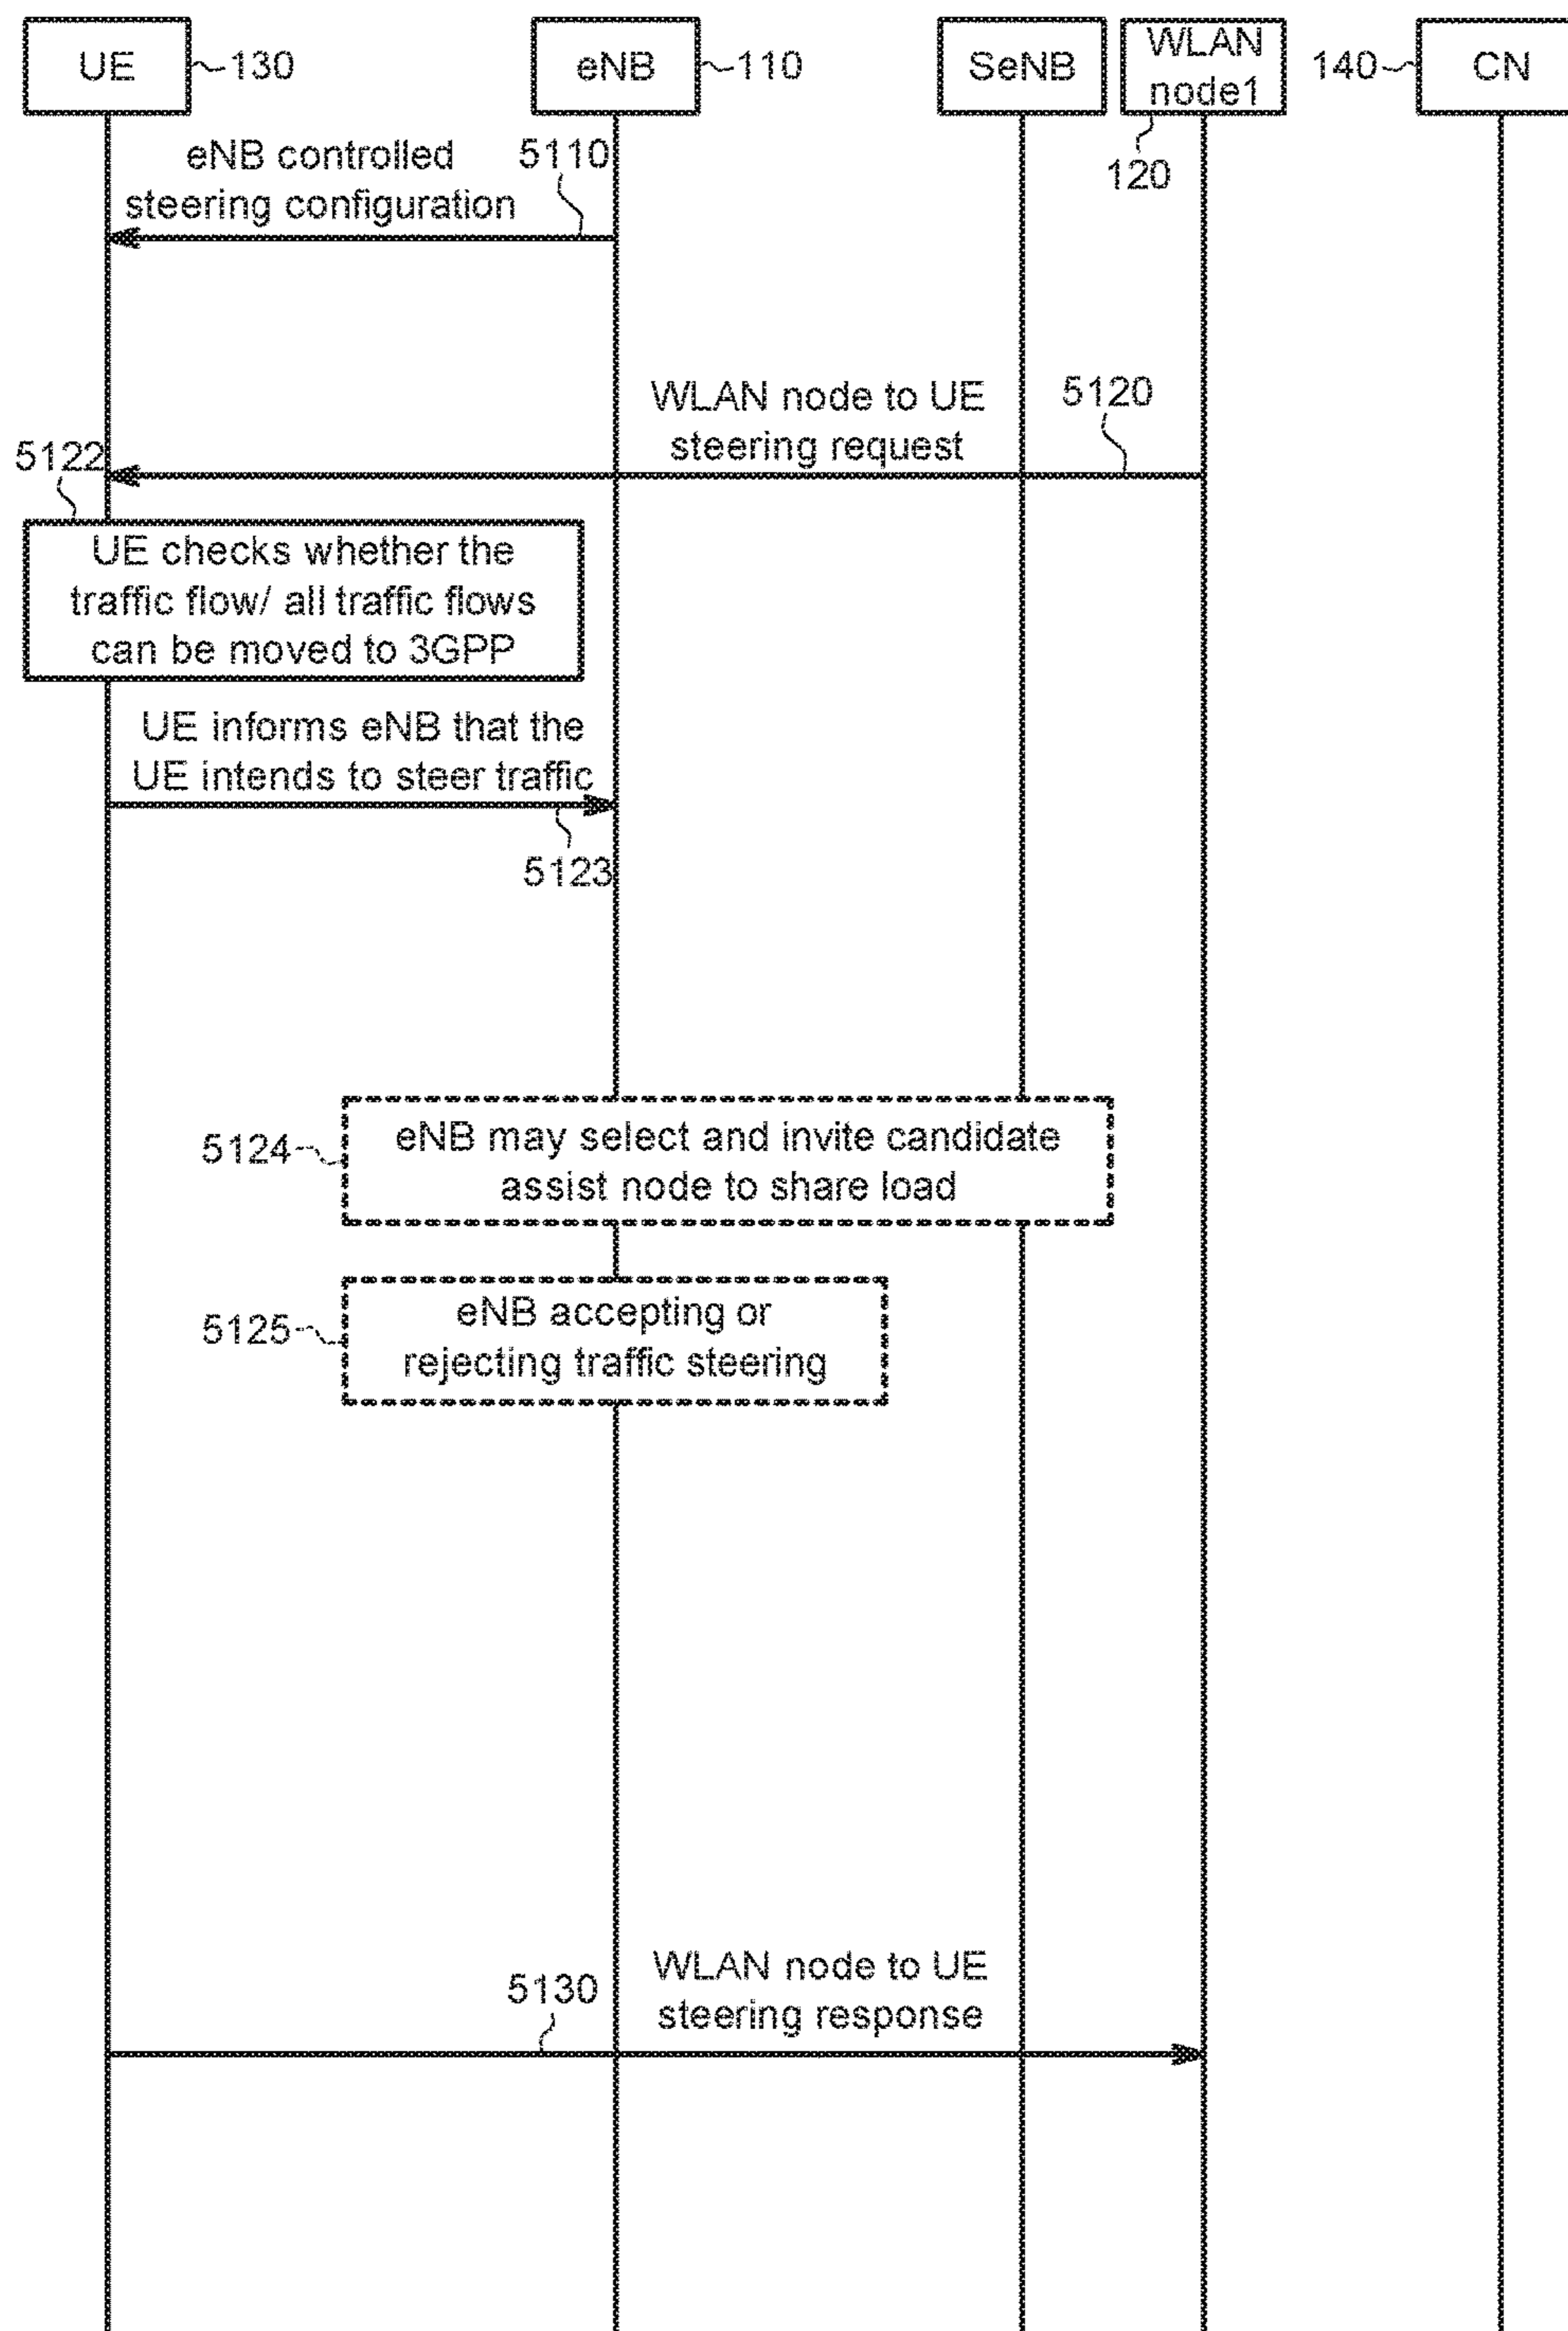 UE
130
eNB
110
SeNB
WLAN
node1
120
140
CN
eNB controlled
steering configuration
5110
WLAN node to UE
steering request
5120
5122
UE checks whether the
traffic flow/ all traffic flows
can be moved to 3GPP
UE informs eNB that the
UE intends to steer traffic
5123
5124
eNB may select and invite candidate
assist node to share load
5125
eNB accepting or
rejecting traffic steering
5130
WLAN node to UE
steering response